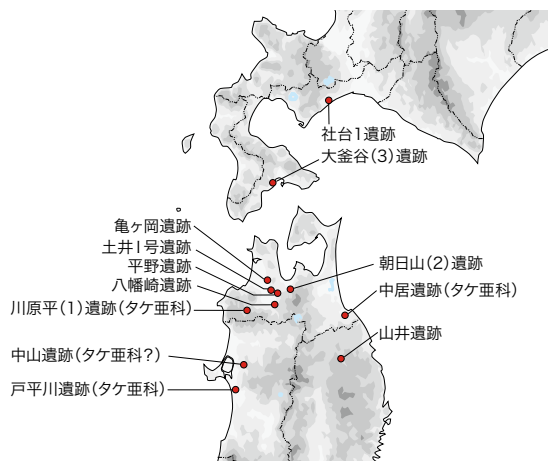 社台1遺跡
大釜谷(3)遺跡
亀ヶ岡遺跡
土井Ⅰ号遺跡
平野遺跡
八幡崎遺跡
川原平(1)遺跡(タケ亜科)
朝日山(2)遺跡
中居遺跡(タケ亜科)
山井遺跡
中山遺跡(タケ亜科?)
戸平川遺跡(タケ亜科)